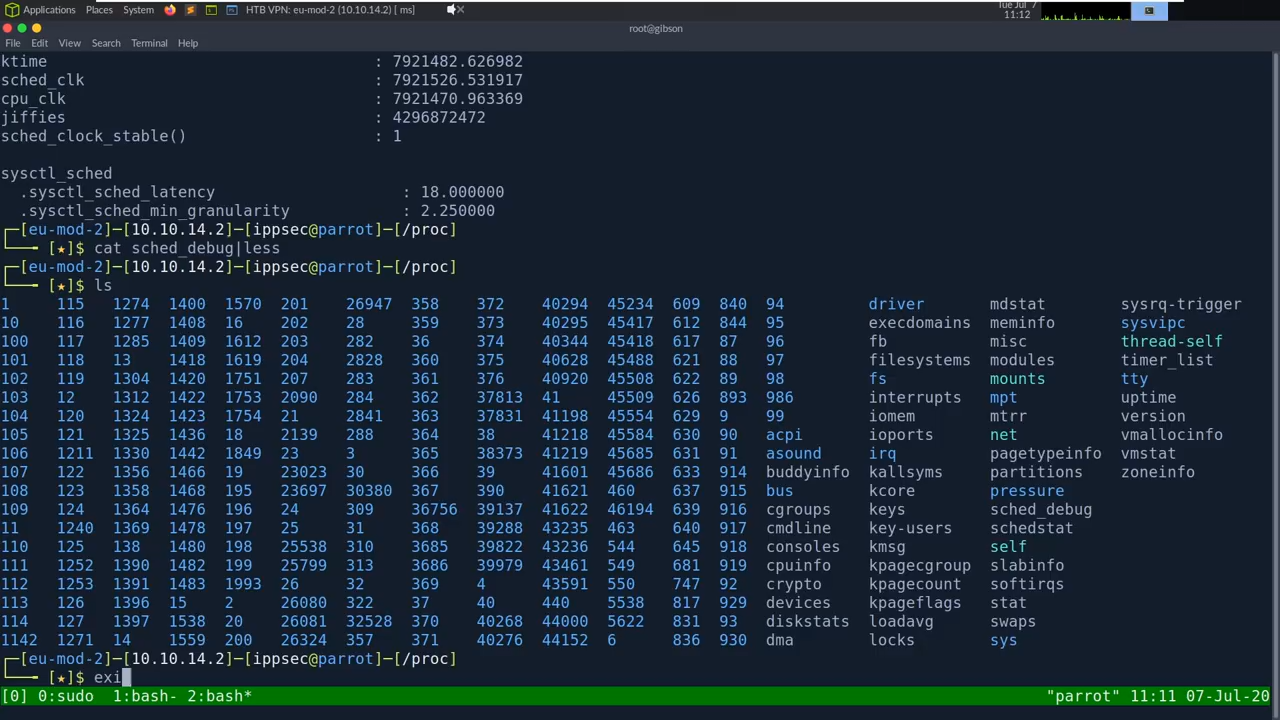 Applications Places System HTB VPN: eu-mod-2 (10.10.14.2) [ ms] Tue Jul 7
11:12
root@gibson
File Edit View Search Terminal Help
ktime : 7921482.626982
sched_clk : 7921526.531917
cpu_clk : 7921470.963369
jiffies : 4296872472
sched_clock_stable() : 1
sysctl_sched
.sysctl_sched_latency : 18.000000
.sysctl_sched_min_granularity : 2.250000
┌─[eu-mod-2]─[10.10.14.2]─[ippsec@parrot]─[/proc]
└──╼ [★]$ cat sched_debug|less
┌─[eu-mod-2]─[10.10.14.2]─[ippsec@parrot]─[/proc]
└──╼ [★]$ ls
1 115 1274 1400 1570 201 26947 358 372 40294 45234 609 840 94 driver mdstat sysrq-trigger
10 116 1277 1408 16 202 28 359 373 40295 45417 612 844 95 execdomains meminfo sysvipc
100 117 1285 1409 1612 203 282 36 374 40344 45418 617 87 96 fb misc thread-self
101 118 13 1418 1619 204 2828 360 375 40628 45488 621 88 97 filesystems modules timer_list
102 119 1304 1420 1751 207 283 361 376 40920 45508 622 89 98 fs mounts tty
103 12 1312 1422 1753 2090 284 362 37813 41 45509 626 893 986 interrupts mpt uptime
104 120 1324 1423 1754 21 2841 363 37831 41198 45554 629 9 99 iomem mtrr version
105 121 1325 1436 18 2139 288 364 38 41218 45584 630 90 acpi ioports net vmallocinfo
106 1211 1330 1442 1849 23 3 365 38373 41219 45685 631 91 asound irq pagetypeinfo vmstat
107 122 1356 1466 19 23023 30 366 39 41601 45686 633 914 buddyinfo kallsyms partitions zoneinfo
108 123 1358 1468 195 23697 30380 367 390 41621 460 637 915 bus kcore pressure
109 124 1364 1476 196 24 309 36756 39137 41622 46194 639 916 cgroups keys sched_debug
11 1240 1369 1478 197 25 31 368 39288 43235 463 640 917 cmdline key-users schedstat
110 125 138 1480 198 25538 310 3685 39822 43236 544 645 918 consoles kmsg self
111 1252 1390 1482 199 25799 313 3686 39979 43461 549 681 919 cpuinfo kpagecgroup slabinfo
112 1253 1391 1483 1993 26 32 369 4 43591 550 747 92 crypto kpagecount softirqs
113 126 1396 15 2 26080 322 37 40 440 5538 817 929 devices kpageflags stat
114 127 1397 1538 20 26081 32528 370 40268 44000 5622 831 93 diskstats loadavg swaps
1142 1271 14 1559 200 26324 357 371 40276 44152 6 836 930 dma locks sys
┌─[eu-mod-2]─[10.10.14.2]─[ippsec@parrot]─[/proc]
└──╼ [★]$ exi
[0] 0:sudo 1:bash- 2:bash* "parrot" 11:11 07-Jul-20